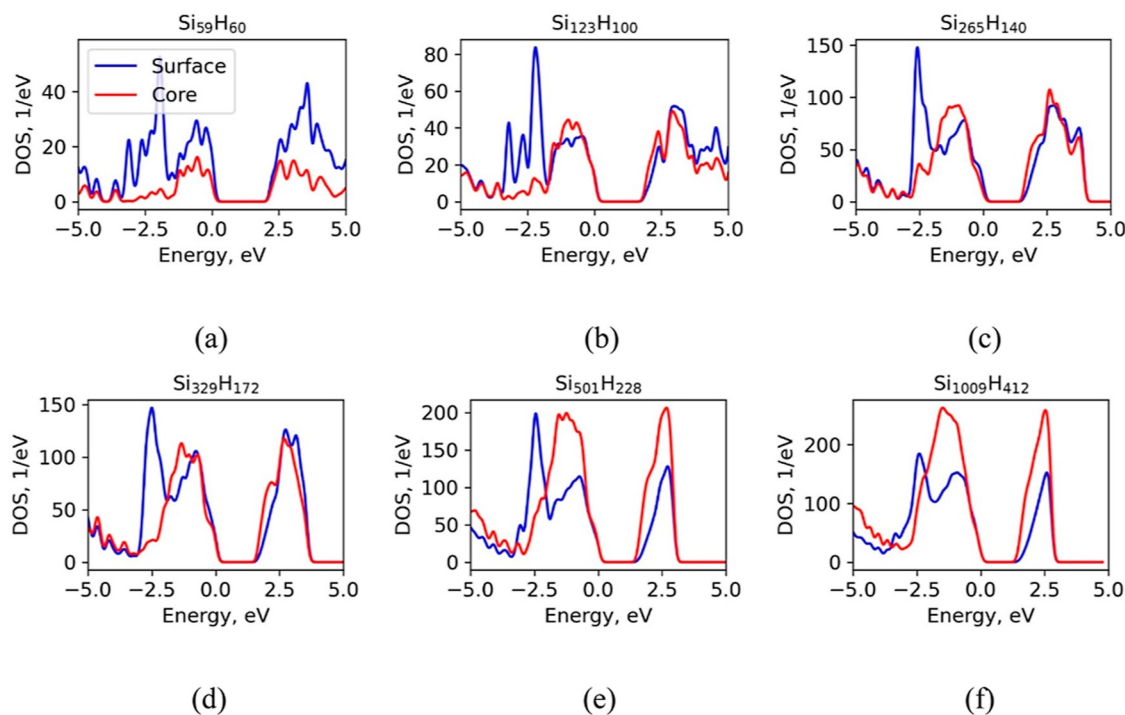 Si₅₉H₆₀
DOS, 1/eV
40
20
0
Surface
Core
−5.0 −2.5 0.0 2.5 5.0
Energy, eV
(a)
Si₁₂₃H₁₀₀
DOS, 1/eV
80
60
40
20
0
−5.0 −2.5 0.0 2.5 5.0
Energy, eV
(b)
Si₂₆₅H₁₄₀
DOS, 1/eV
150
100
50
0
−5.0 −2.5 0.0 2.5 5.0
Energy, eV
(c)
Si₃₂₉H₁₇₂
DOS, 1/eV
150
100
50
0
−5.0 −2.5 0.0 2.5 5.0
Energy, eV
(d)
Si₅₀₁H₂₂₈
DOS, 1/eV
200
150
100
50
0
−5.0 −2.5 0.0 2.5 5.0
Energy, eV
(e)
Si₁₀₀₉H₄₁₂
DOS, 1/eV
200
100
0
−5.0 −2.5 0.0 2.5 5.0
Energy, eV
(f)